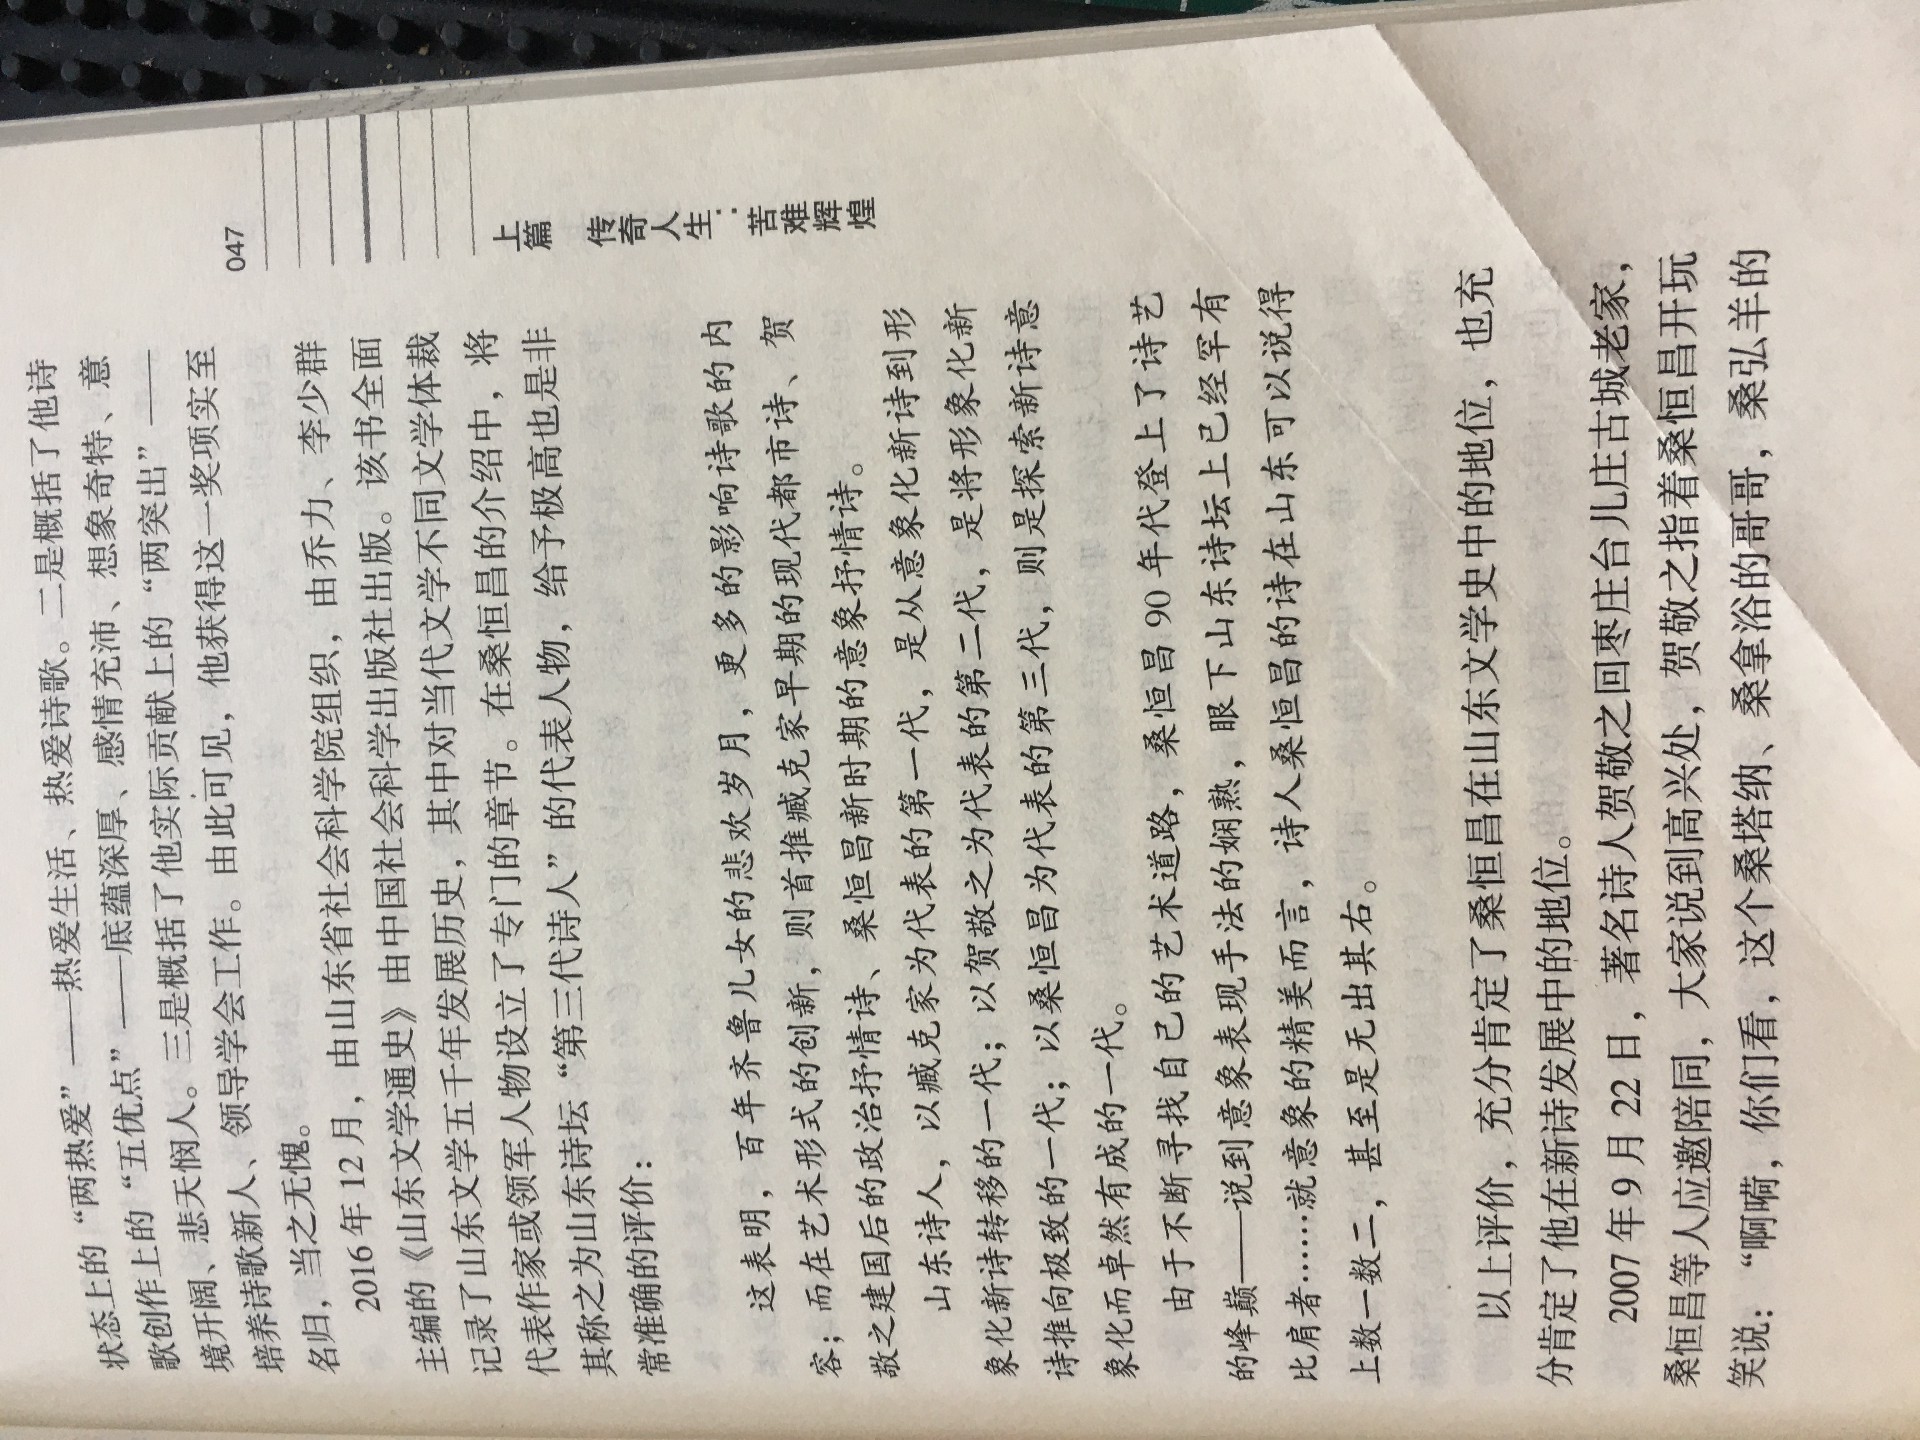 047
上篇
传奇人生：苦难辉煌
状态上的“两热爱”——热爱生活、热爱诗歌。二是概括了他诗
歌创作上的“五优点”——底蕴深厚、感情充沛、想象奇特、意
境开阔、悲天悯人。三是概括了他实际贡献上的“两突出”——
培养诗歌新人、领导学会工作。由此可见，他获得这一奖项实至
名归，当之无愧。
2016年12月，由山东省社会科学院组织，由乔力、李少群
主编的《山东文学通史》由中国社会科学出版社出版。该书全面
记录了山东文学五千年发展历史，其中对当代文学不同文学体裁
代表作家或领军人物设立了专门的章节。在桑恒昌的介绍中，将
其称之为山东诗坛“第三代诗人”的代表人物，给予极高也是非
常准确的评价：
这表明，百年齐鲁儿女的悲欢岁月，更多的影响诗歌的内
容；而在艺术形式的创新，则首推臧克家早期的现代都市诗、贺
敬之建国后的政治抒情诗、桑恒昌新时期的意象抒情诗。
山东诗人，以臧克家为代表的第一代，是从意象化新诗到形
象化新诗转移的一代；以贺敬之为代表的第二代，是将形象化新
诗推向极致的一代；以桑恒昌为代表的第三代，则是探索新诗意
象化而卓然有成的一代。
由于不断寻找自己的艺术道路，桑恒昌90年代登上了诗艺
的峰巅——说到意象表现手法的娴熟，眼下山东诗坛上已经罕有
比肩者……就意象的精美而言，诗人桑恒昌的诗在山东可以说得
上数一数二，甚至是无出其右。
以上评价，充分肯定了桑恒昌在山东文学史中的地位，也充
分肯定了他在新诗发展中的地位。
2007年9月22日，著名诗人贺敬之回枣庄台儿庄古城老家，
桑恒昌等人应邀陪同，大家说到高兴处，贺敬之指着桑恒昌开玩
笑说：“啊嗬，你们看，这个桑塔纳、桑拿浴的哥哥，桑弘羊的